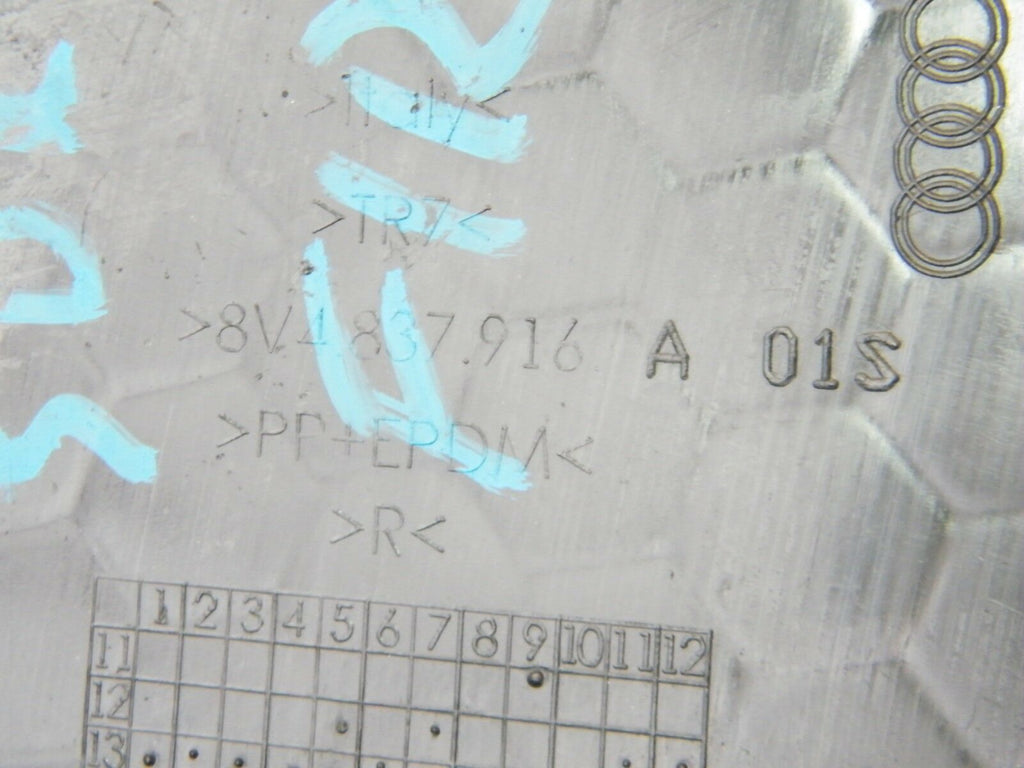 >Italy<
>TR7<
>8V4.837.916 A 01S
>PP+EPDM<
>R<
1 2 3 4 5 6 7 8 9 10 11 12
11
12
13